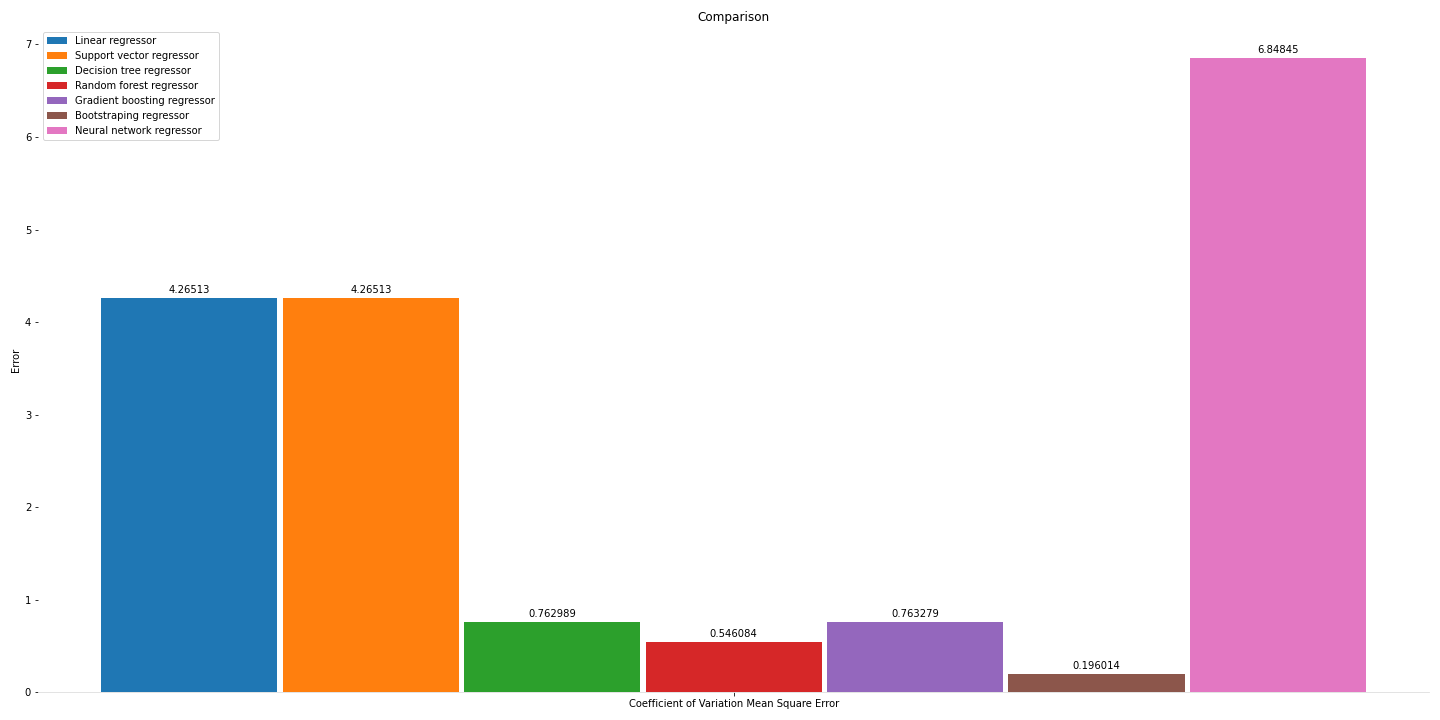 Comparison
Linear regressor
Support vector regressor
Decision tree regressor
Random forest regressor
Gradient boosting regressor
Bootstraping regressor
Neural network regressor
7
6
5
4
3
2
1
0
Error
4.26513
4.26513
0.762989
0.546084
0.763279
0.196014
6.84845
Coefficient of Variation Mean Square Error